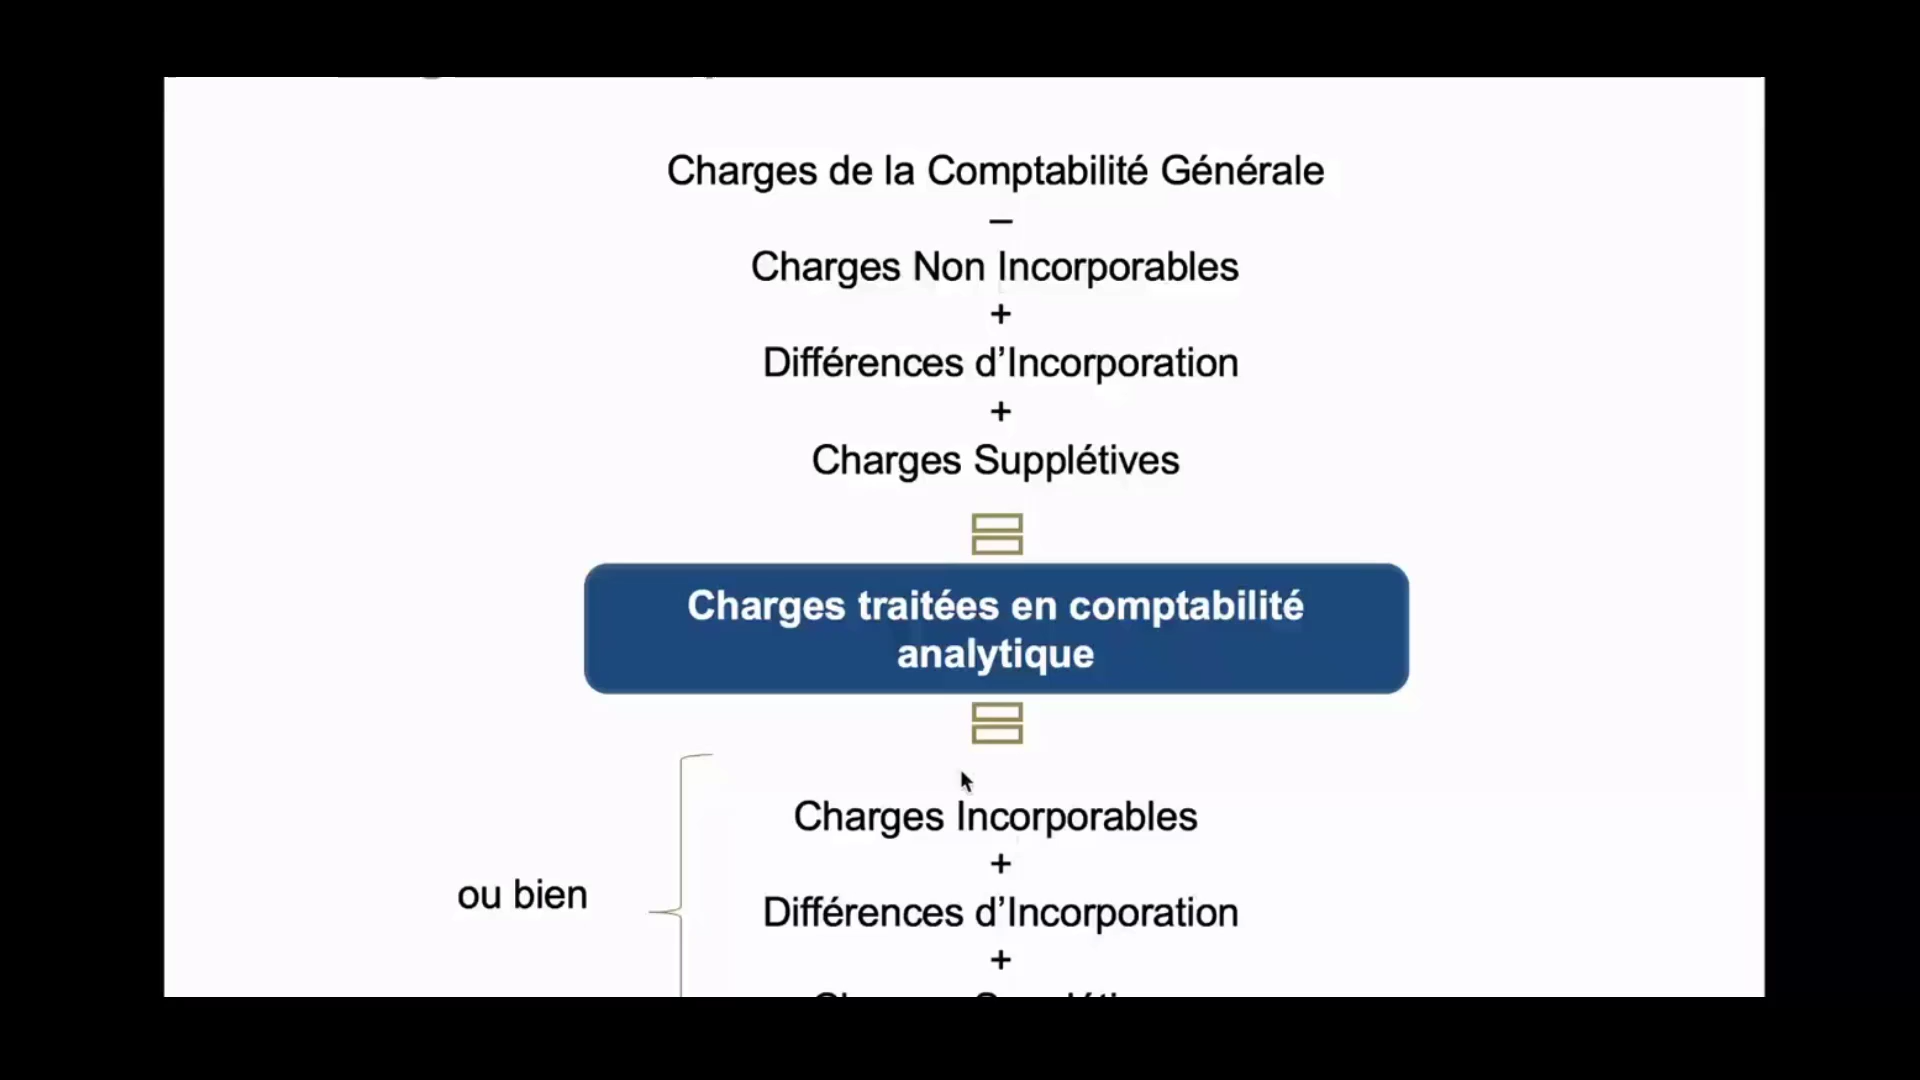 Charges de la Comptabilité Générale
–
Charges Non Incorporables
+
Différences d’Incorporation
+
Charges Supplétives
=
Charges traitées en comptabilité
analytique
=
Charges Incorporables
+
ou bien
Différences d’Incorporation
+